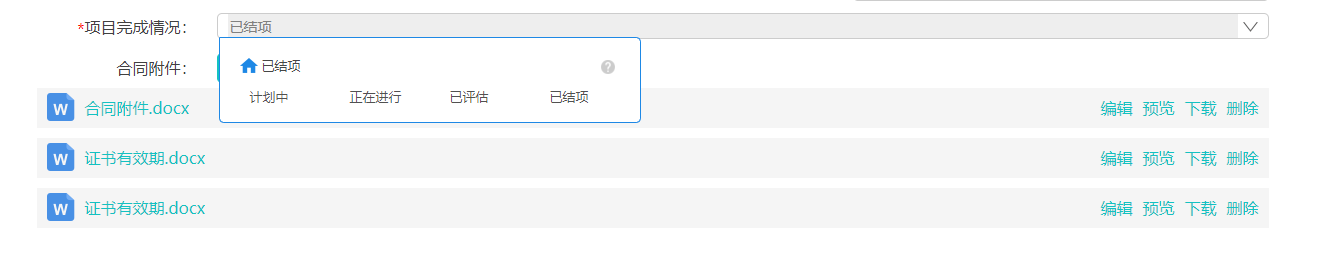 *项目完成情况： 已结项
合同附件：
已结项 ?
计划中 正在进行 已评估 已结项
W 合同附件.docx 编辑 预览 下载 删除
W 证书有效期.docx 编辑 预览 下载 删除
W 证书有效期.docx 编辑 预览 下载 删除